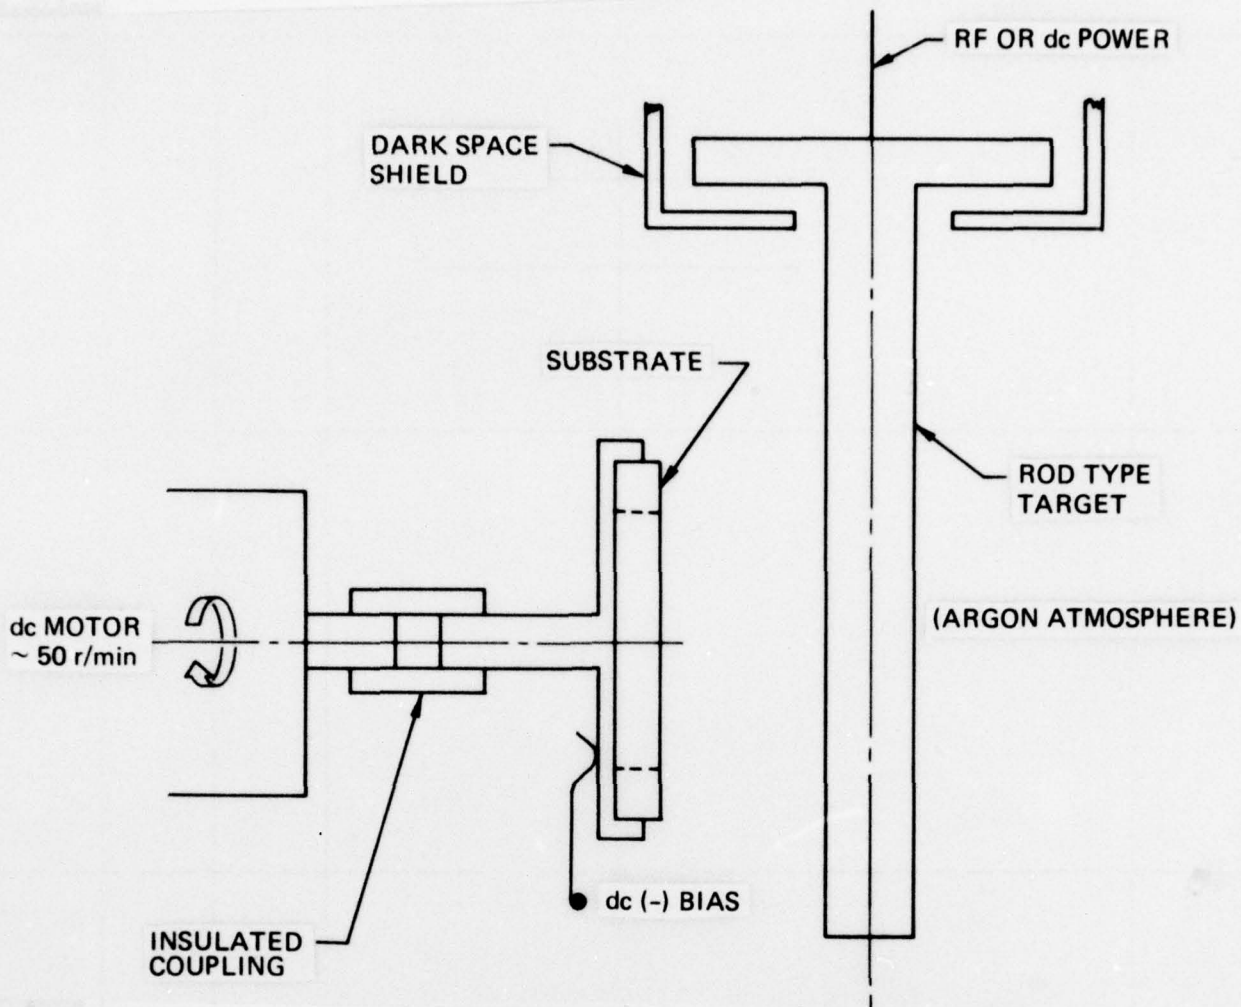 RF OR dc POWER
DARK SPACE
SHIELD
SUBSTRATE
ROD TYPE
TARGET
dc MOTOR
~ 50 r/min
(ARGON ATMOSPHERE)
dc (-) BIAS
INSULATED
COUPLING